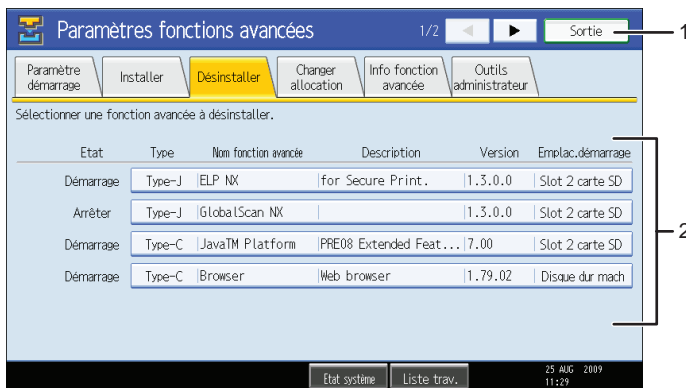 Paramètres fonctions avancées 1/2 Sortie 1
Paramètre démarrage Installer Désinstaller Changer allocation Info fonction avancée Outils administrateur
Sélectionner une fonction avancée à désinstaller.
Etat Type Nom fonction avancée Description Version Emplac.démarrage
Démarrage Type-J ELP NX for Secure Print. 1.3.0.0 Slot 2 carte SD
Arrêter Type-J GlobalScan NX 1.3.0.0 Slot 2 carte SD
2
Démarrage Type-C JavaTM Platform PRE08 Extended Feat... 7.00 Slot 2 carte SD
Démarrage Type-C Browser Web browser 1.79.02 Disque dur mach
Etat système Liste trav. 25 AUG 2009
11:29